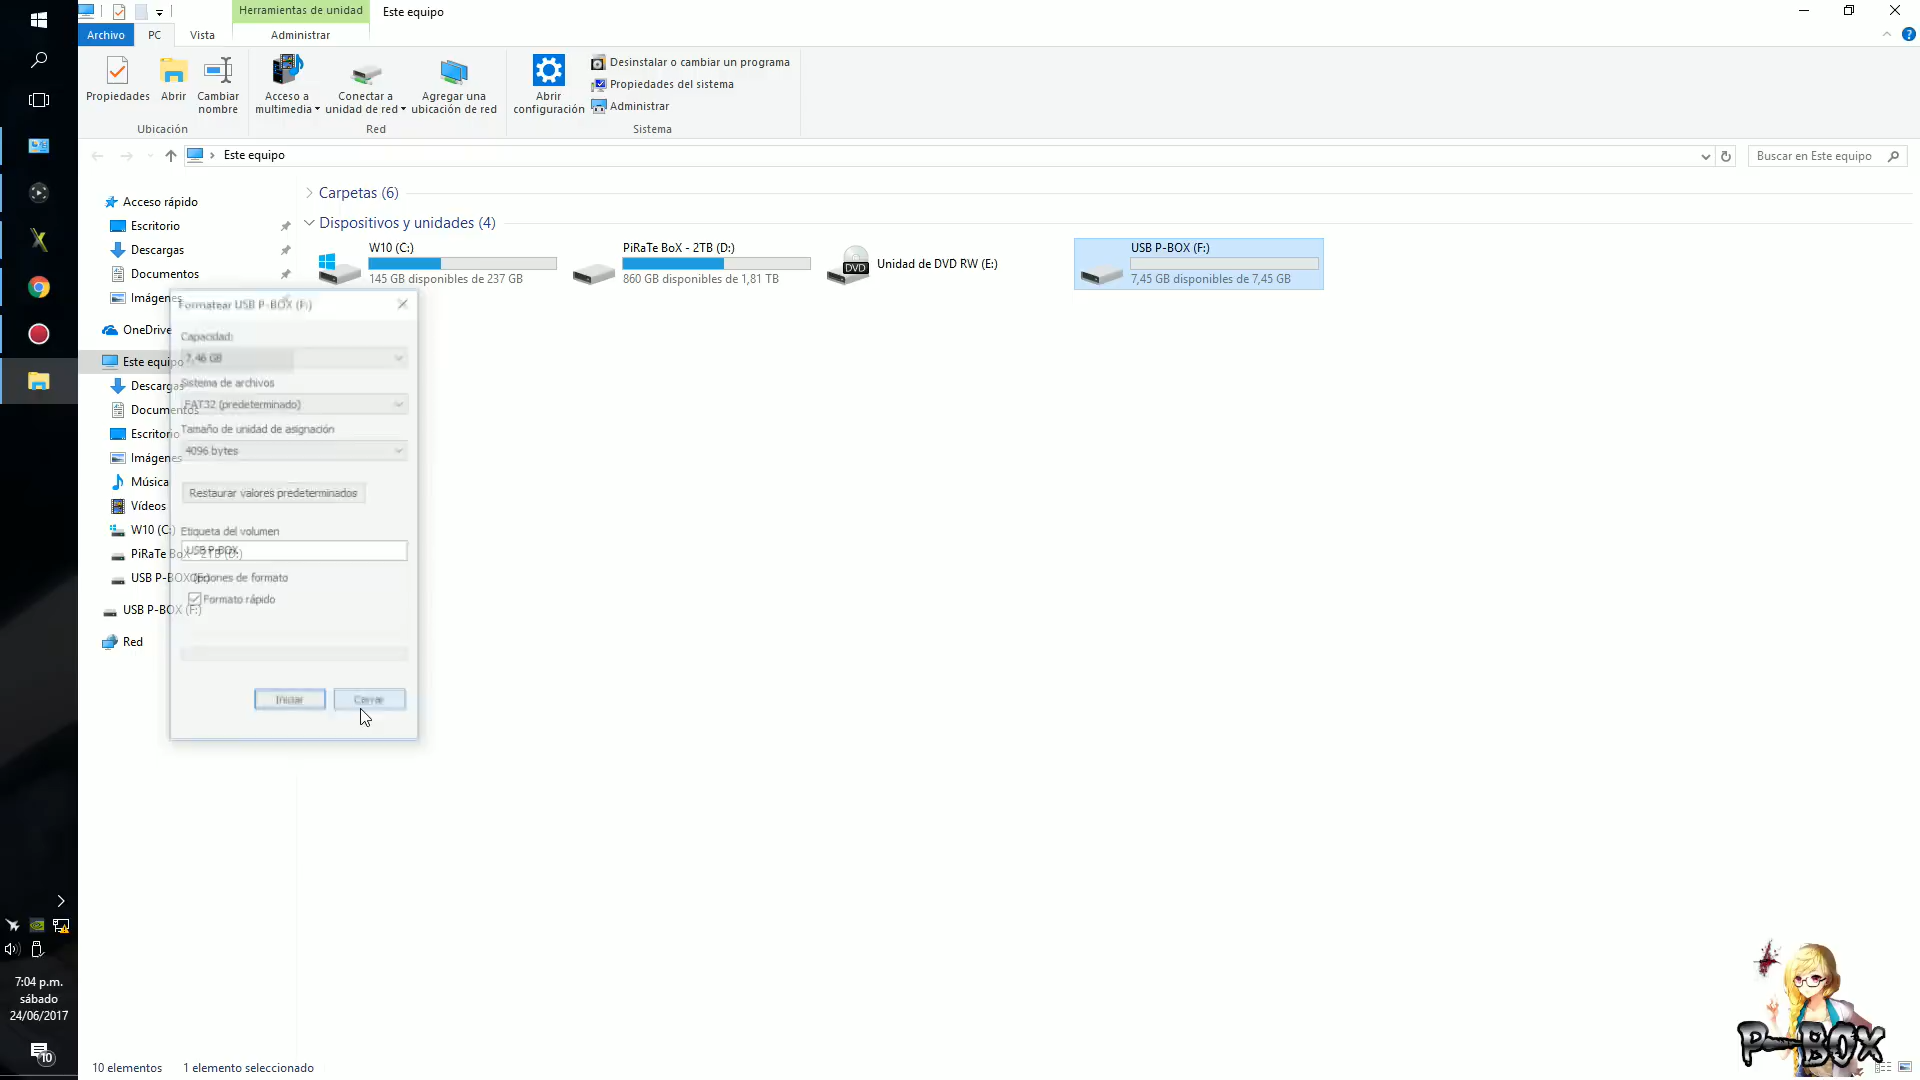 Herramientas de unidad
Este equipo
Archivo
PC
Vista
Administrar
Propiedades
Abrir
Cambiar
nombre
Acceso a
multimedia
Conectar a
unidad de red
Agregar una
ubicación de red
Abrir
configuración
Desinstalar o cambiar un programa
Propiedades del sistema
Administrar
Ubicación
Red
Sistema
Este equipo
Buscar en Este equipo
Acceso rápido
Escritorio
Descargas
Documentos
Imágenes
OneDrive
Este equipo
Descargas
Documentos
Escritorio
Imágenes
Música
Vídeos
W10 (C:)
PiRaTe BoX - 2TB (D:)
USB P-BOX (F:)
USB P-BOX (F:)
Red
Carpetas (6)
Dispositivos y unidades (4)
W10 (C:)
145 GB disponibles de 237 GB
PiRaTe BoX - 2TB (D:)
860 GB disponibles de 1,81 TB
DVD
Unidad de DVD RW (E:)
USB P-BOX (F:)
7,45 GB disponibles de 7,45 GB
Formatear USB P-BOX (F:)
Capacidad:
7,46 GB
Sistema de archivos
FAT32 (predeterminado)
Tamaño de unidad de asignación
4096 bytes
Restaurar valores predeterminados
Etiqueta del volumen
USB P-BOX
Opciones de formato
Formato rápido
Iniciar
Cerrar
7:04 p.m.
sábado
24/06/2017
10
10 elementos
1 elemento seleccionado
P-BOX